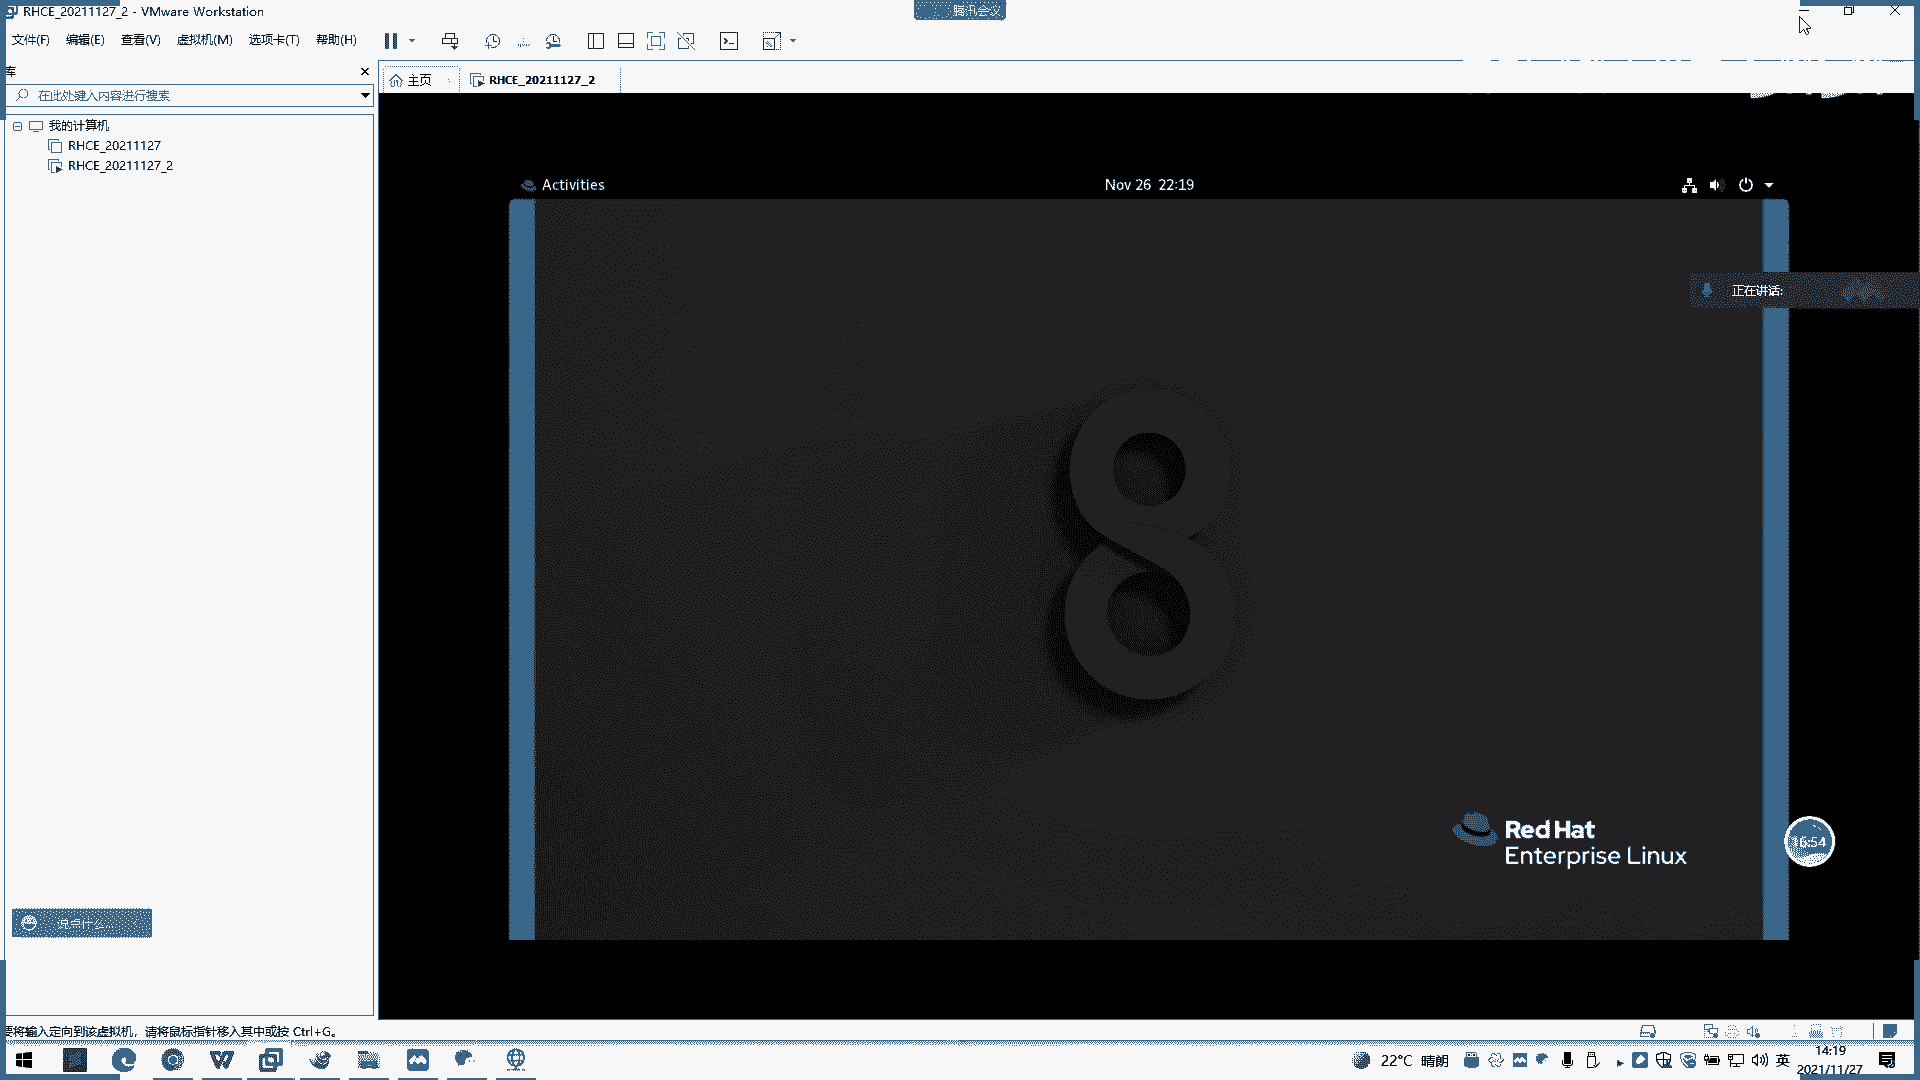 RHCE_20211127_2 - VMware Workstation
腾讯会议
文件(F) 编辑(E) 查看(V) 虚拟机(M) 选项卡(T) 帮助(H)
库
在此处键入内容进行搜索
主页
RHCE_20211127_2
我的计算机
RHCE_20211127
RHCE_20211127_2
Activities
Nov 26 22:19
正在讲话:
8
Red Hat
Enterprise Linux
16:54
说点什么...
要将输入定向到该虚拟机，请将鼠标指针移入其中或按 Ctrl+G。
22°C 晴朗
英
14:19
2021/11/27